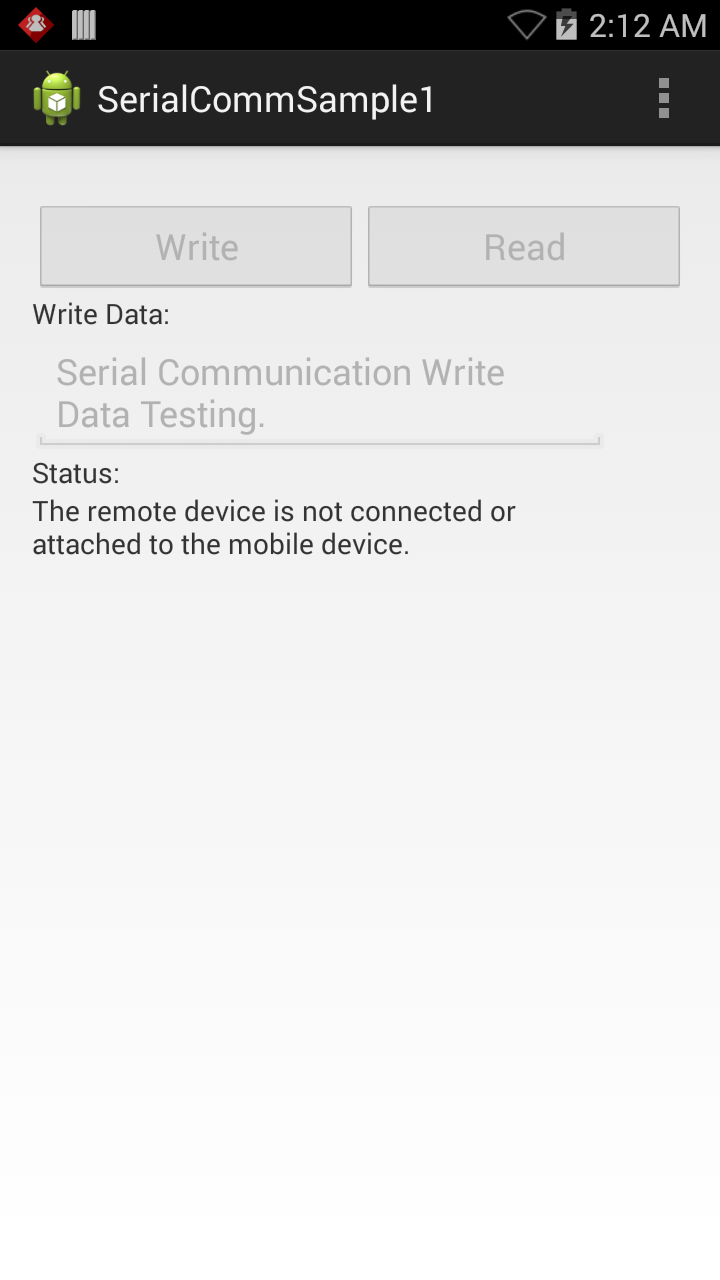 2:12 AM
SerialCommSample1
Write Read
Write Data:
Serial Communication Write
Data Testing.
Status:
The remote device is not connected or
attached to the mobile device.